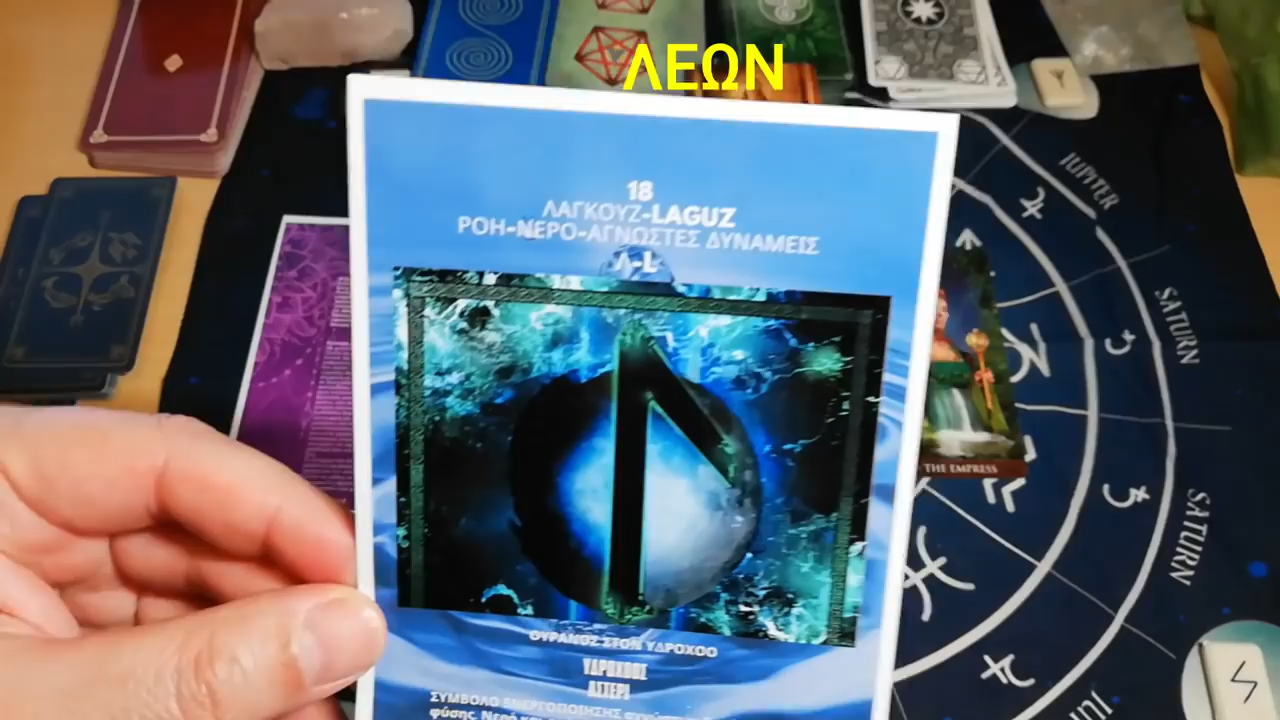 ΛΕΩΝ
18
ΛΑΓΚΟΥΖ-LAGUZ
ΡΟΗ-ΝΕΡΟ-ΑΓΝΩΣΤΕΣ ΔΥΝΑΜΕΙΣ
Λ-L
ΟΥΡΑΝΟΣ ΣΤΟΝ ΥΔΡΟΧΟΟ
ΥΔΡΟΧΟΟΣ
ΑΣΤΕΡΙ
ΣΥΜΒΟΛΟ ΕΝΕΡΓΟΠΟΙΗΣΗΣ
φύσης. Νερό και
THE EMPRESS
JUPITER
SATURN
SATURN